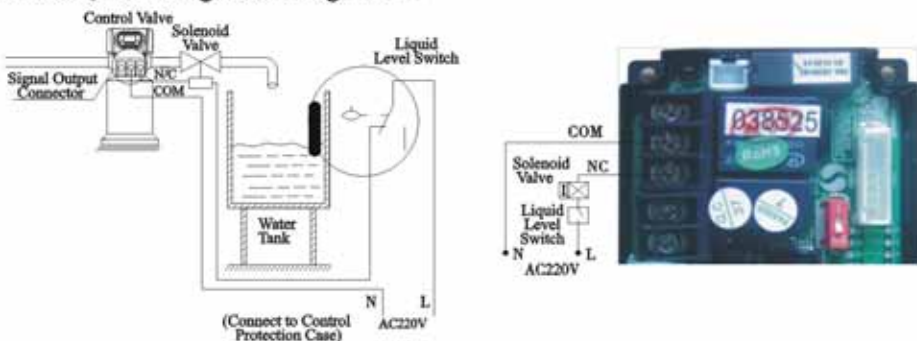 Control Valve
Solenoid
Valve
Liquid
Level Switch
Signal Output
Connector
N/C
COM
Water
Tank
N
L
AC220V
(Connect to Control
Protection Case)
COM
NC
Solenoid
Valve
Liquid
Level
Switch
N
L
AC220V
038525
RoHS